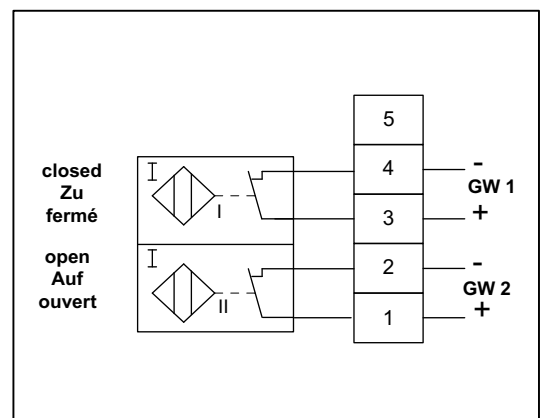 closed
Zu
fermé
open
Auf
ouvert
I
II
5
4
3
2
1
-
GW 1
+
-
GW 2
+